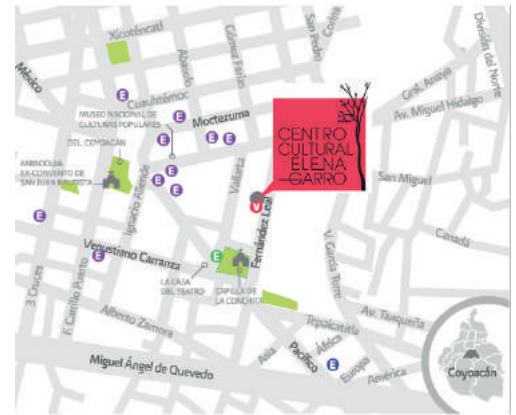 Xicoténcatl
Corina
San Pedro
División del Norte
Gómez Farías
Abasolo
México
Gral. Anaya
Cuauhtémoc
Av. Miguel Hidalgo
MUSEO NACIONAL DE
CULTURAS POPULARES
Moctezuma
E
E
E
E
CENTRO
CULTURAL
ELENA
GARRO
DEL. COYOACÁN
PARROQUIA
EX-CONVENTO DE
SAN JUAN BAUTISTA
E
E
E
E
Vallarta
San Miguel
Ignacio Allende
V
E
Fernández Leal
Canadá
Venustiano Carranza
E
E
V. García Torre
3 Cruces
F. Carrillo Puerto
LA CASA
DEL TEATRO
CAPILLA DE
LA CONCHITA
Av. Taxqueña
Alberto Zamora
Tepalcatitla
África
Pacífico
Asia
Europa
E
América
Miguel Ángel de Quevedo
Coyoacán